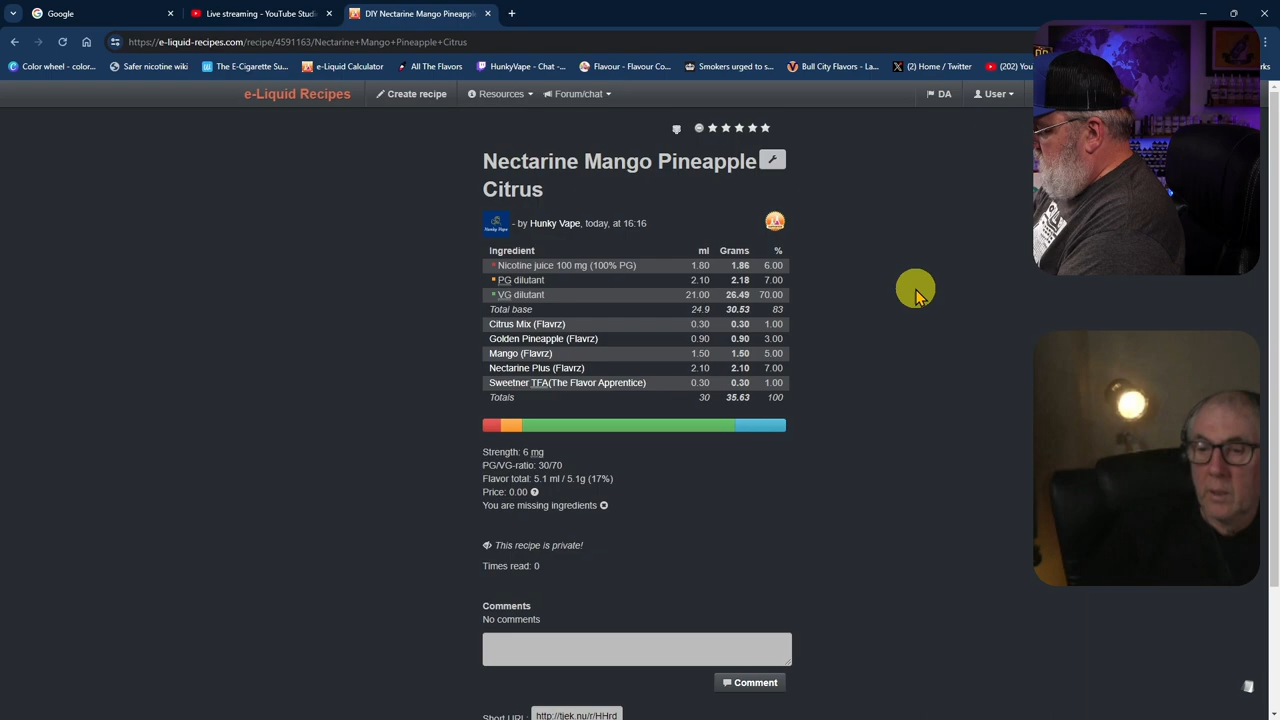 Google
Live streaming - YouTube Studi
DIY Nectarine Mango Pineappl
https://e-liquid-recipes.com/recipe/4591163/Nectarine+Mango+Pineapple+Citrus
Color wheel - color...
Safer nicotine wiki
The E-Cigarette Su...
e-Liquid Calculator
All The Flavors
HunkyVape - Chat -...
Flavour - Flavour Co...
Smokers urged to s...
Bull City Flavors - La...
(2) Home / Twitter
(202) You
ks
e-Liquid Recipes
Create recipe
Resources
Forum/chat
DA
User
Nectarine Mango Pineapple
Citrus
- by Hunky Vape, today, at 16:16
Ingredient ml Grams %
Nicotine juice 100 mg (100% PG) 1.80 1.86 6.00
PG dilutant 2.10 2.18 7.00
VG dilutant 21.00 26.49 70.00
Total base 24.9 30.53 83
Citrus Mix (Flavrz) 0.30 0.30 1.00
Golden Pineapple (Flavrz) 0.90 0.90 3.00
Mango (Flavrz) 1.50 1.50 5.00
Nectarine Plus (Flavrz) 2.10 2.10 7.00
Sweetner TFA(The Flavor Apprentice) 0.30 0.30 1.00
Totals 30 35.63 100
Strength: 6 mg
PG/VG-ratio: 30/70
Flavor total: 5.1 ml / 5.1g (17%)
Price: 0.00
You are missing ingredients
This recipe is private!
Times read: 0
Comments
No comments
Comment
Short URL: http://tjek.nu/r/HHrd